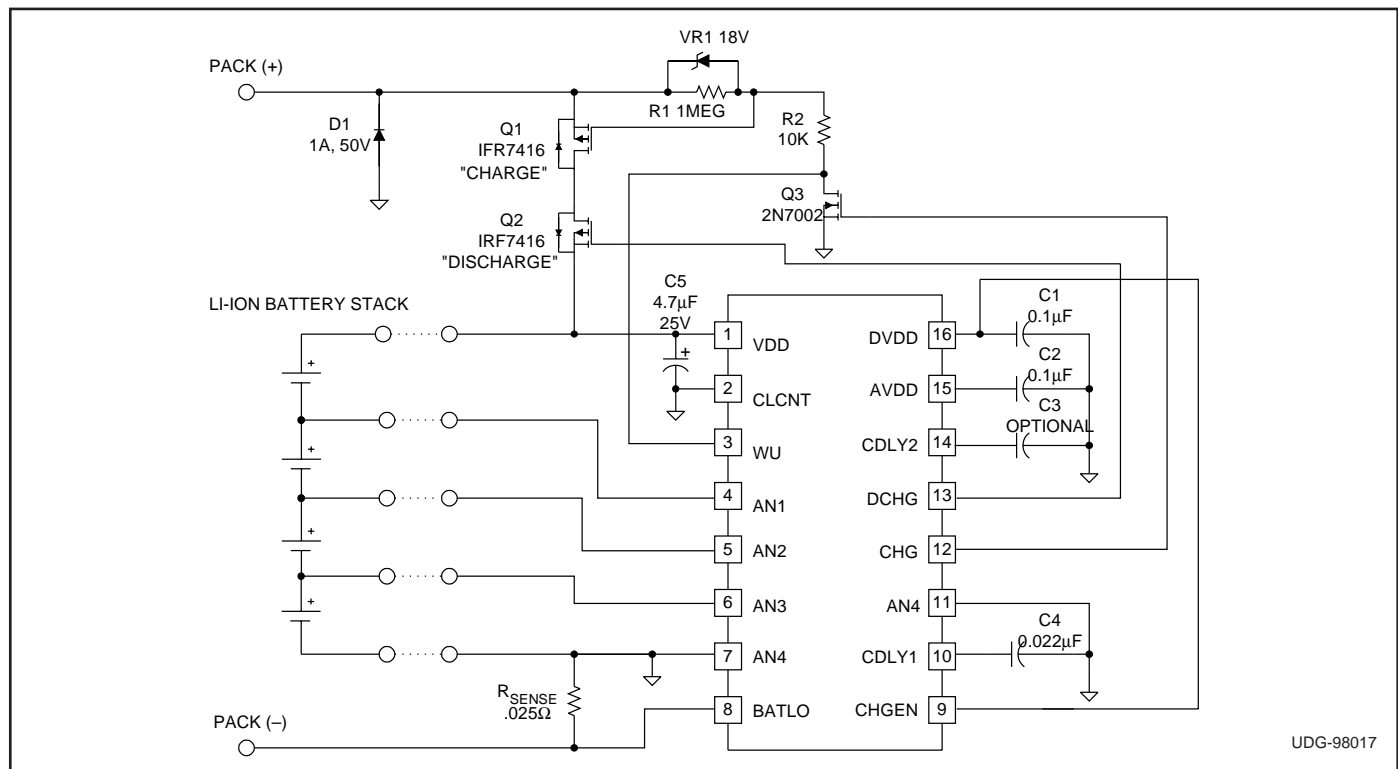 VR1 18V
PACK (+)
R1 1MEG
D1
1A, 50V
Q1
IFR7416
"CHARGE"
R2
10K
Q3
2N7002
Q2
IRF7416
"DISCHARGE"
C5
4.7µF
25V
LI-ION BATTERY STACK
+
+
+
+
+
1 VDD
2 CLCNT
3 WU
4 AN1
5 AN2
6 AN3
7 AN4
8 BATLO
DVDD 16
AVDD 15
CDLY2 14
DCHG 13
CHG 12
AN4 11
CDLY1 10
CHGEN 9
C1
0.1µF
C2
0.1µF
C3
OPTIONAL
C4
0.022µF
RSENSE
.025Ω
PACK (–)
UDG-98017